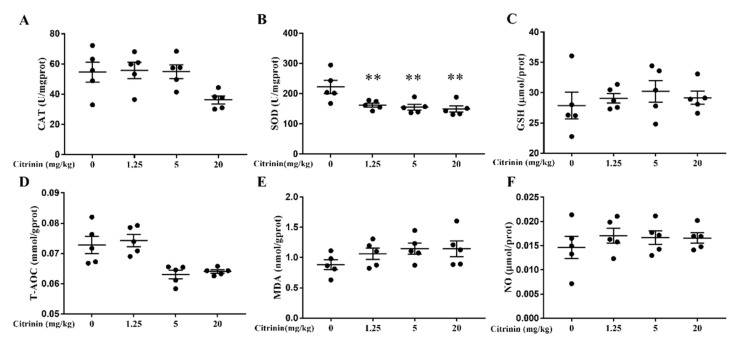 A
CAT (U/mgprot)
80
60
40
20
0
Citrinin (mg/kg)
0 1.25 5 20
B
SOD (U/mgprot)
400
300
200
100
0
** ** **
Citrinin (mg/kg)
0 1.25 5 20
C
GSH (μmol/prot)
40
35
30
25
20
Citrinin (mg/kg)
0 1.25 5 20
D
T-AOC (mmol/gprot)
0.09
0.08
0.07
0.06
0.05
Citrinin(mg/kg)
0 1.25 5 20
E
MDA (nmol/gprot)
2.0
1.5
1.0
0.5
0.0
Citrinin(mg/kg)
0 1.25 5 20
F
NO (μmol/prot)
0.025
0.020
0.015
0.010
0.005
0.000
Citrinin(mg/kg)
0 1.25 5 20